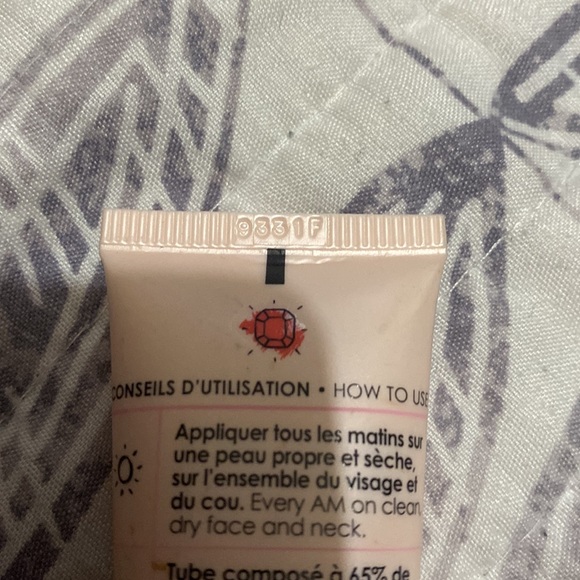 9331F
CONSEILS D'UTILISATION • HOW TO USE
Appliquer tous les matins sur
une peau propre et sèche,
sur l'ensemble du visage et
du cou. Every AM on clean,
dry face and neck.
Tube composé à 65% de